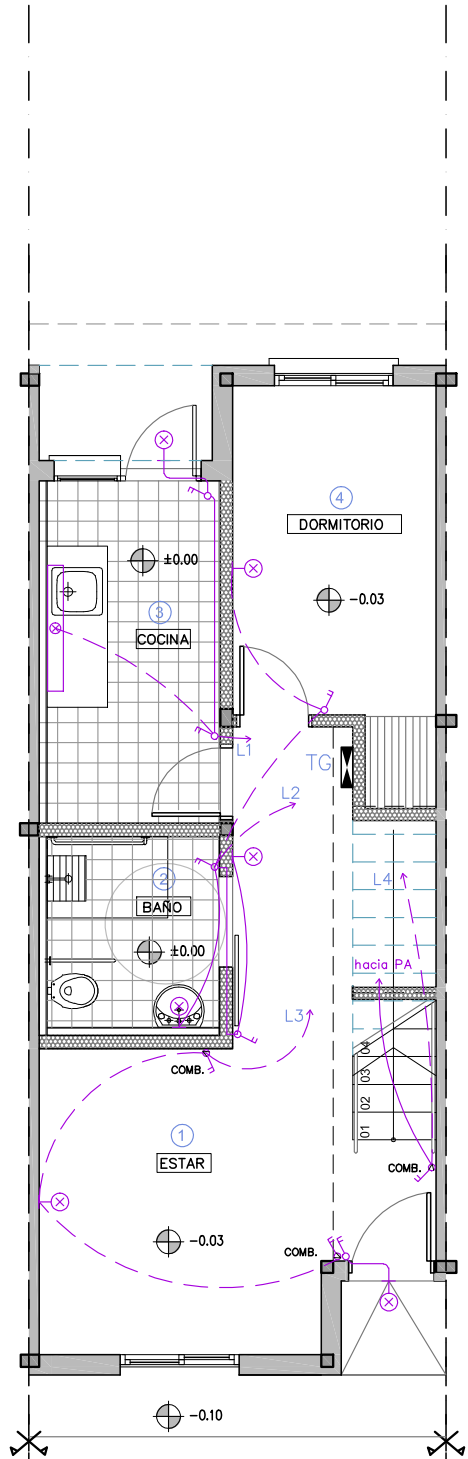 4
DORMITORIO
±0.00
-0.03
3
COCINA
L1
TG
L2
2
L4
BAÑO
±0.00
hacia PA
L3
04
03
02
01
COMB.
1
ESTAR
COMB.
-0.03
COMB.
-0.10